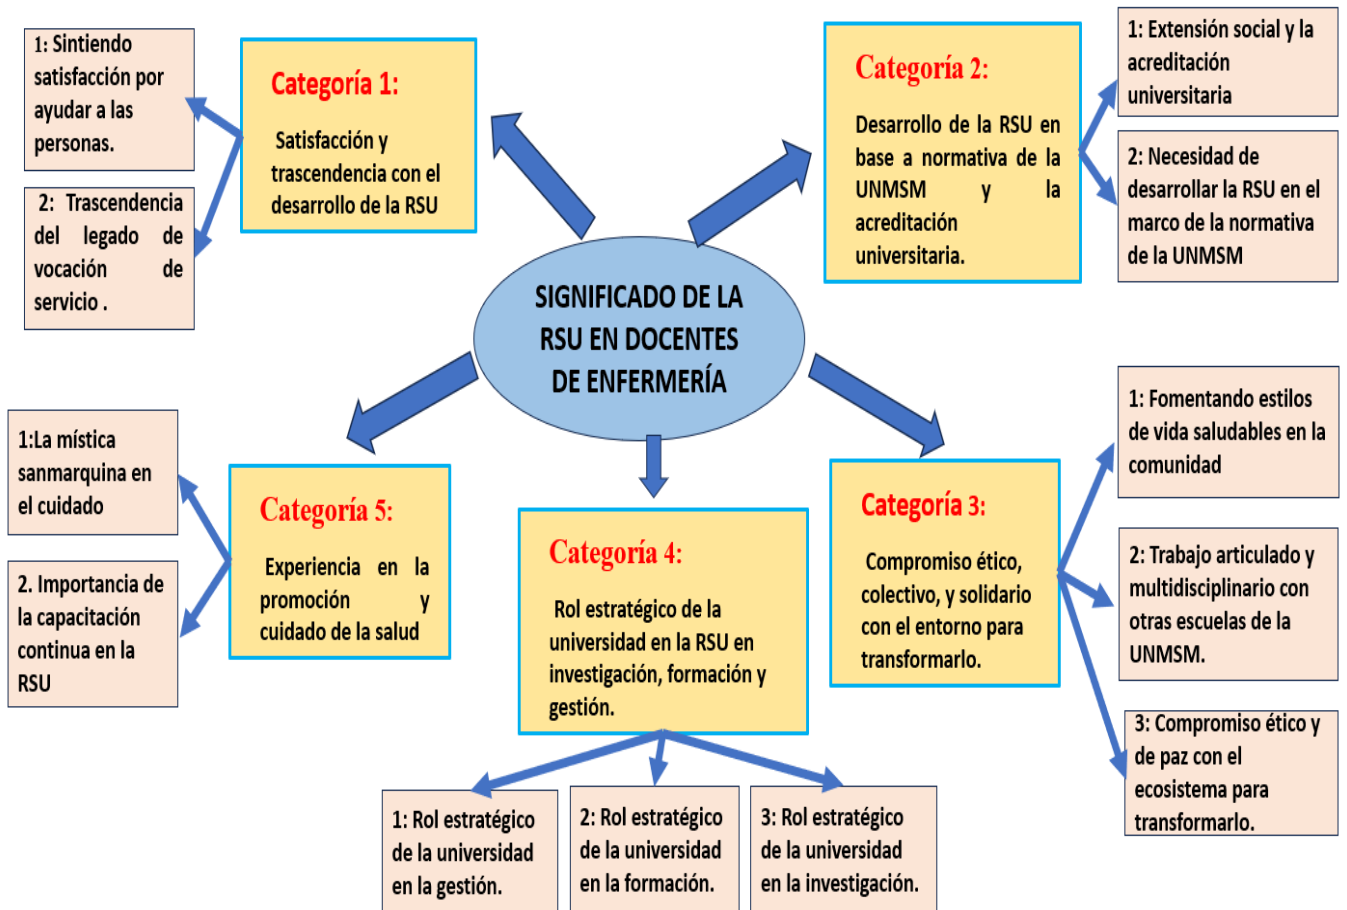 SIGNIFICADO DE LA
RSU EN DOCENTES
DE ENFERMERÍA
Categoría 1:
Satisfacción y
trascendencia con el
desarrollo de la RSU
1: Sintiendo
satisfacción por
ayudar a las
personas.
2: Trascendencia
del legado de
vocación de
servicio .
Categoría 2:
Desarrollo de la RSU en
base a normativa de la
UNMSM y la
acreditación
universitaria.
1: Extensión social y la
acreditación
universitaria
2: Necesidad de
desarrollar la RSU en el
marco de la normativa
de la UNMSM
Categoría 3:
Compromiso ético,
colectivo, y solidario
con el entorno para
transformarlo.
1: Fomentando estilos
de vida saludables en la
comunidad
2: Trabajo articulado y
multidisciplinario con
otras escuelas de la
UNMSM.
3: Compromiso ético y
de paz con el
ecosistema para
transformarlo.
Categoría 4:
Rol estratégico de la
universidad en la RSU en
investigación, formación y
gestión.
1: Rol estratégico
de la universidad
en la gestión.
2: Rol estratégico
de la universidad
en la formación.
3: Rol estratégico
de la universidad
en la investigación.
Categoría 5:
Experiencia en la
promoción y
cuidado de la salud
1:La mística
sanmarquina en
el cuidado
2. Importancia de
la capacitación
continua en la
RSU